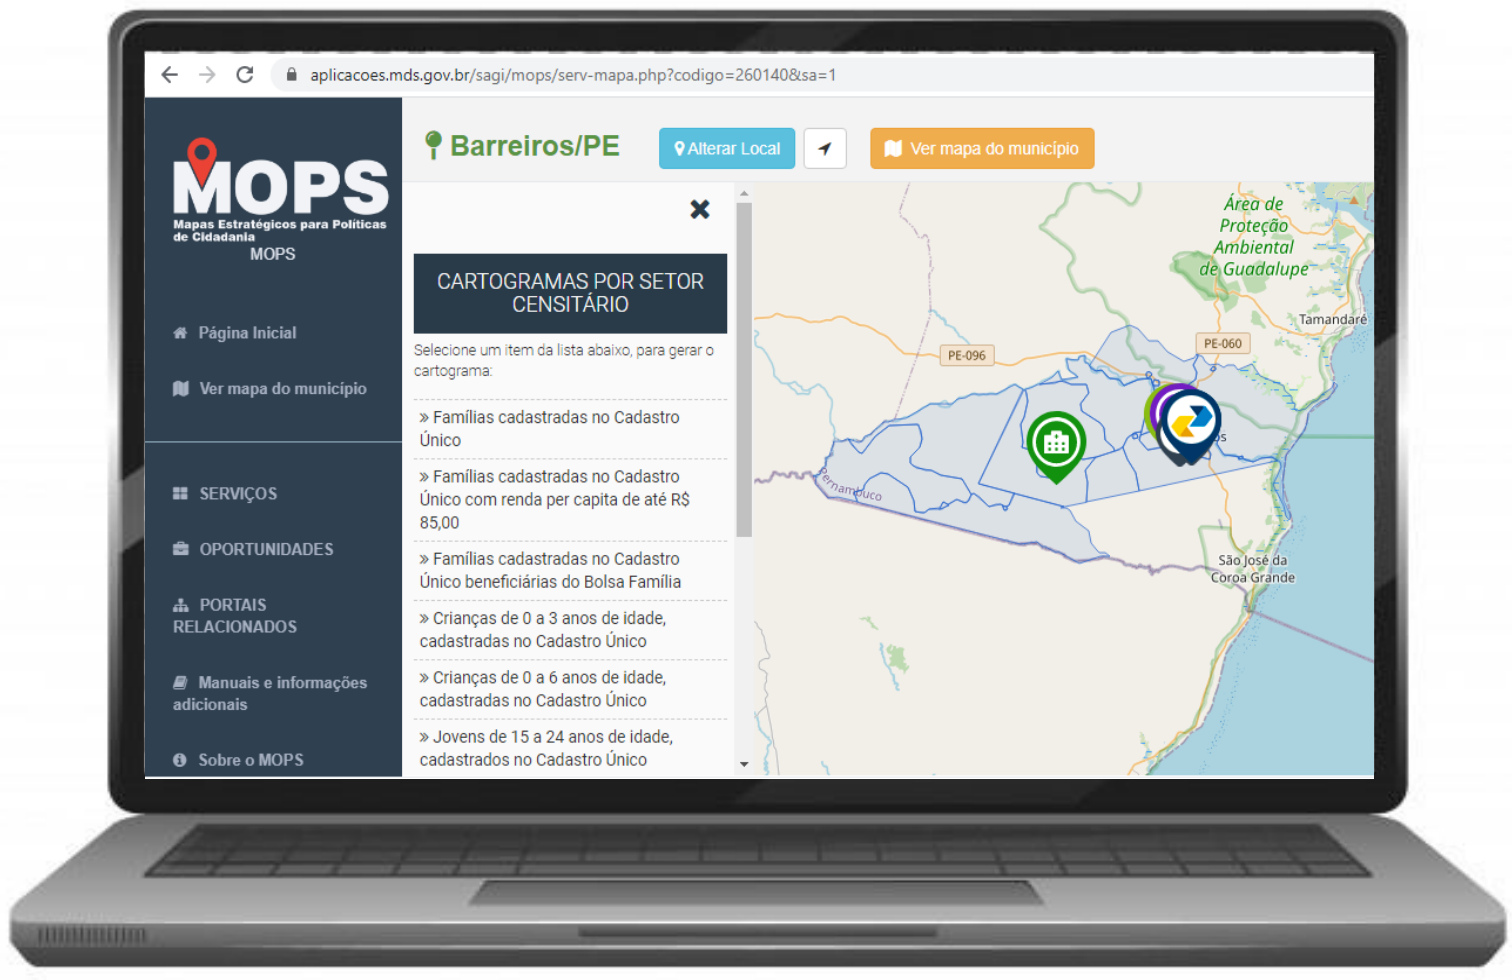 aplicacoes.mds.gov.br/sagi/mops/serv-mapa.php?codigo=260140&sa=1
MOPS
Mapas Estratégicos para Políticas
de Cidadania
MOPS
Página Inicial
Ver mapa do município
SERVIÇOS
OPORTUNIDADES
PORTAIS
RELACIONADOS
Manuais e informações
adicionais
Sobre o MOPS
Barreiros/PE
Alterar Local
Ver mapa do município
CARTOGRAMAS POR SETOR
CENSITÁRIO
Selecione um item da lista abaixo, para gerar o
cartograma:
» Famílias cadastradas no Cadastro
Único
» Famílias cadastradas no Cadastro
Único com renda per capita de até R$
85,00
» Famílias cadastradas no Cadastro
Único beneficiárias do Bolsa Família
» Crianças de 0 a 3 anos de idade,
cadastradas no Cadastro Único
» Crianças de 0 a 6 anos de idade,
cadastradas no Cadastro Único
» Jovens de 15 a 24 anos de idade,
cadastrados no Cadastro Único
Área de
Proteção
Ambiental
de Guadalupe
Tamandaré
PE-060
PE-096
Pernambuco
São José da
Coroa Grande